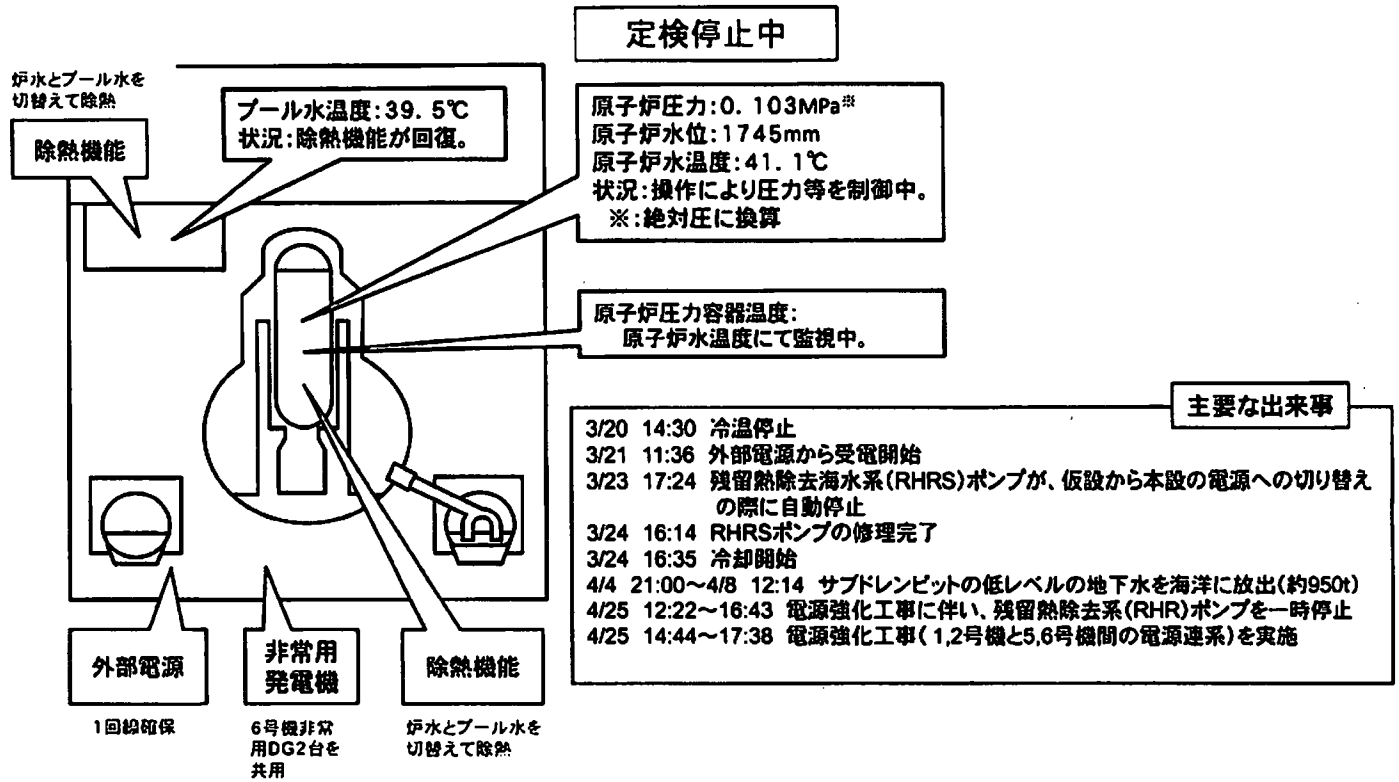 定検停止中
炉水とプール水を
切替えて除熱
除熱機能
プール水温度:39.5℃
状況:除熱機能が回復。
原子炉圧力:0.103MPa※
原子炉水位:1745mm
原子炉水温度:41.1℃
状況:操作により圧力等を制御中。
※:絶対圧に換算
原子炉圧力容器温度:
原子炉水温度にて監視中。
主要な出来事
3/20 14:30 冷温停止
3/21 11:36 外部電源から受電開始
3/23 17:24 残留熱除去海水系(RHRS)ポンプが、仮設から本設の電源への切り替え
の際に自動停止
3/24 16:14 RHRSポンプの修理完了
3/24 16:35 冷却開始
4/4 21:00~4/8 12:14 サブドレンピットの低レベルの地下水を海洋に放出(約950t)
4/25 12:22~16:43 電源強化工事に伴い、残留熱除去系(RHR)ポンプを一時停止
4/25 14:44~17:38 電源強化工事(1,2号機と5,6号機間の電源連系)を実施
外部電源
1回線確保
非常用
発電機
6号機非常
用DG2台を
共用
除熱機能
炉水とプール水を
切替えて除熱